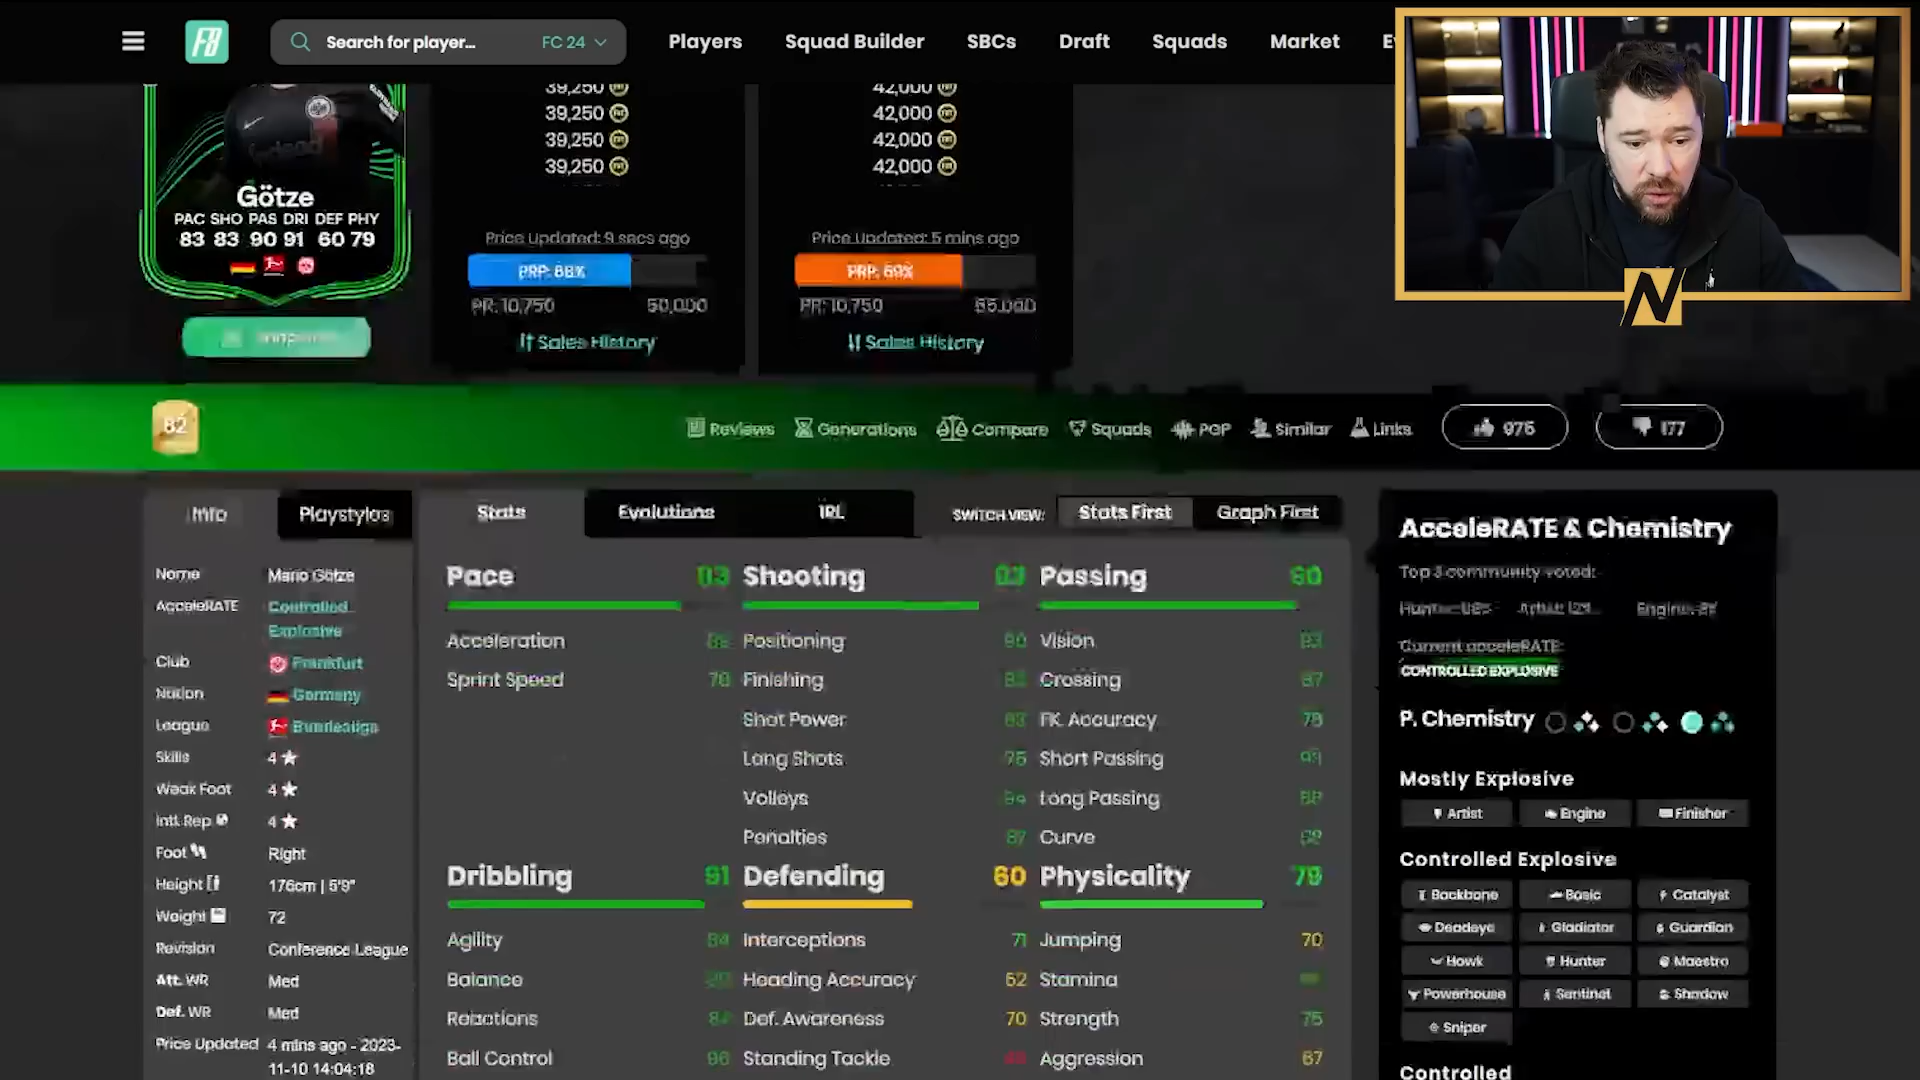 F8 Search for player... FC 24 Players Squad Builder SBCs Draft Squads Market
39,250 42,000
39,250 42,000
39,250 42,000
39,250 42,000
Götze
PAC SHO PAS DRI DEF PHY
83 83 90 91 60 79
Price Updated: 9 secs ago Price Updated: 5 mins ago
PR: 10,750 50,000 PR: 10,750
Sales History Sales History
82 Reviews Generations Compare Squads PGP Similar Links 975 177
Info Playstyles Stats Evolutions IRL SWITCH VIEW: Stats First Graph First
AcceleRATE & Chemistry
Top 3 community voted:
Current acceleRATE:
CONTROLLED EXPLOSIVE
P. Chemistry
Mostly Explosive
Artist Engine Finisher
Controlled Explosive
Backbone Basic Catalyst
Deadeye Gladiator Guardian
Hawk Hunter Maestro
Powerhouse Sentinel Shadow
Sniper
Controlled
Name Mario Götze
AcceleRATE Controlled Explosive
Club Frankfurt
Nation Germany
League Bundesliga
Skills 4
Weak Foot 4
Intl. Rep 4
Foot Right
Height 176cm | 5'9"
Weight 72
Revision Conference League
Att. WR Med
Def. WR Med
Price Updated 4 mins ago - 2023-
11-10 14:04:18
Pace Shooting Passing
Acceleration Positioning Vision
Sprint Speed Finishing Crossing 87
Shot Power FK. Accuracy
Long Shots Short Passing
Volleys Long Passing
Penalties 87 Curve
Dribbling 91 Defending 60 Physicality 79
Agility Interceptions 71 Jumping 70
Balance Heading Accuracy 62 Stamina
Reactions Def. Awareness 70 Strength 75
Ball Control 96 Standing Tackle Aggression 67
N